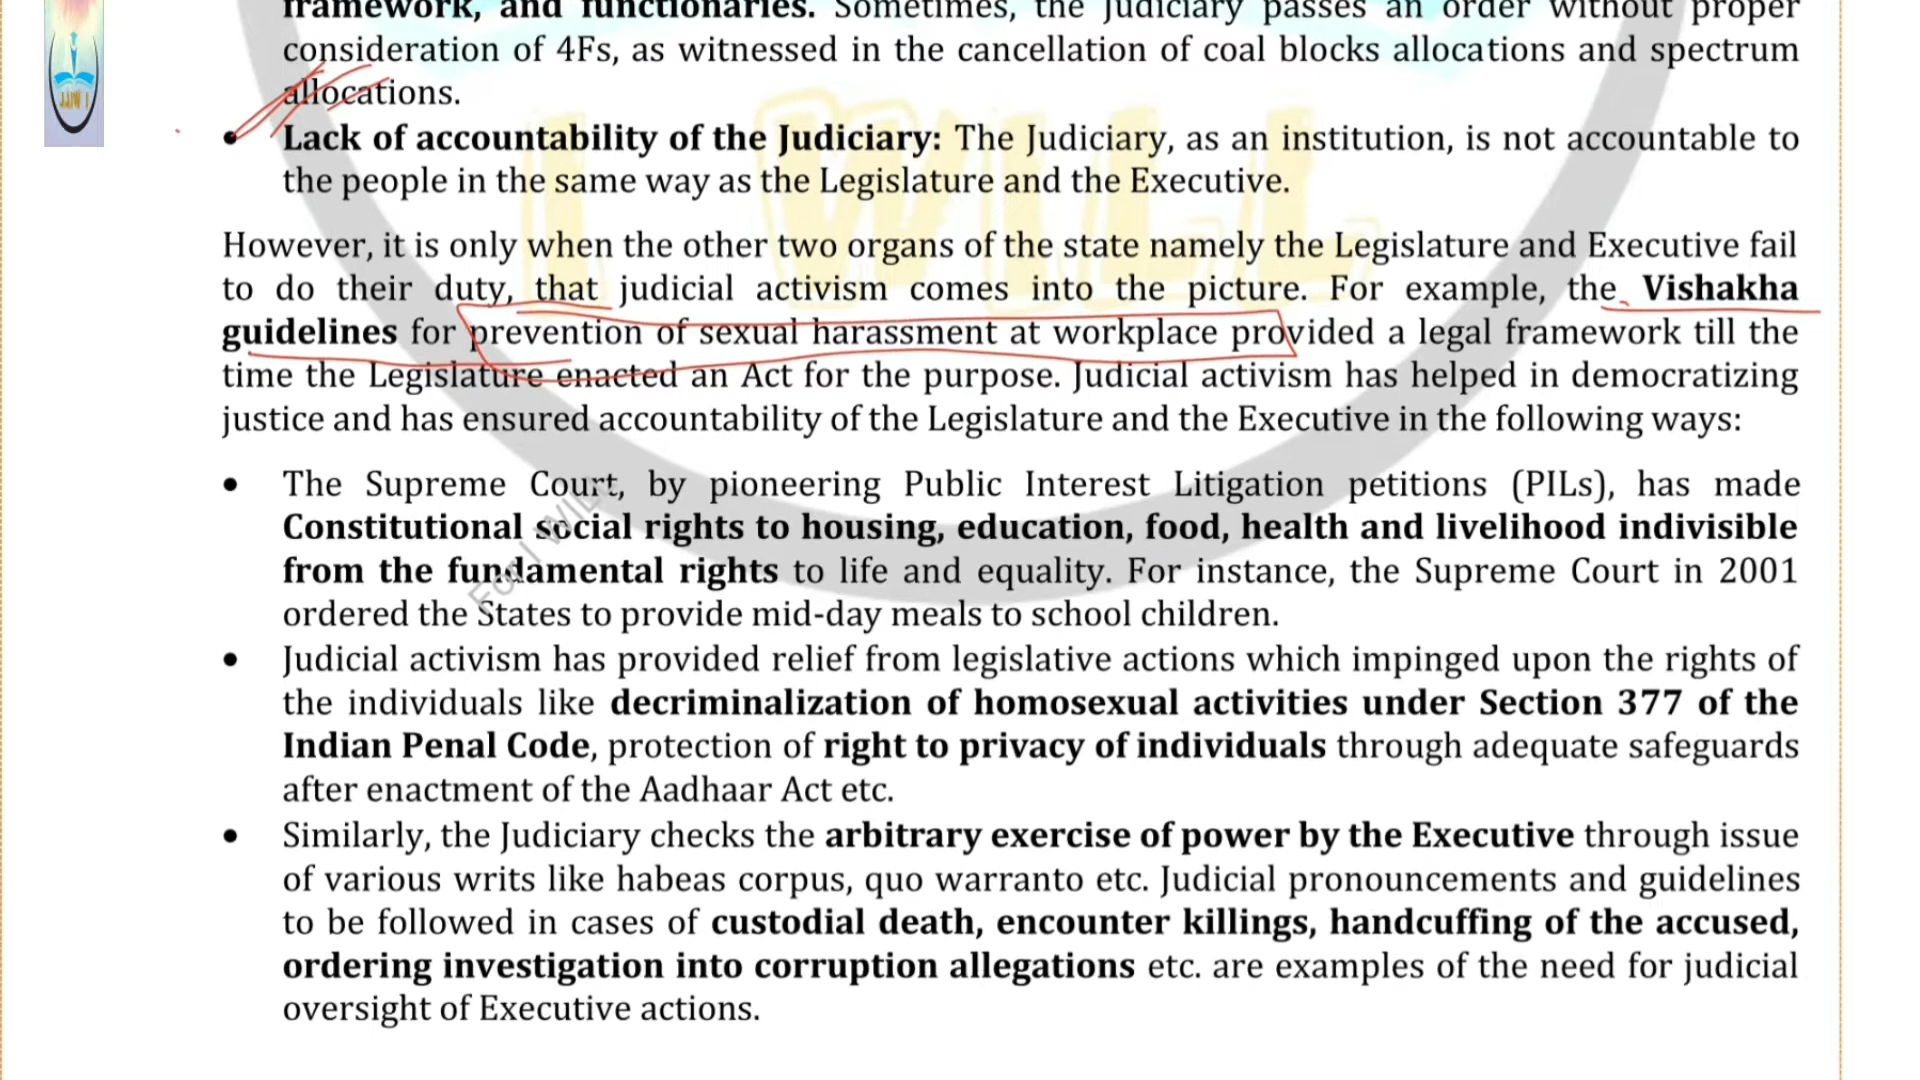 framework, and functionaries. Sometimes, the Judiciary passes an order without proper
consideration of 4Fs, as witnessed in the cancellation of coal blocks allocations and spectrum
allocations.
• Lack of accountability of the Judiciary: The Judiciary, as an institution, is not accountable to
the people in the same way as the Legislature and the Executive.
However, it is only when the other two organs of the state namely the Legislature and Executive fail
to do their duty, that judicial activism comes into the picture. For example, the Vishakha
guidelines for prevention of sexual harassment at workplace provided a legal framework till the
time the Legislature enacted an Act for the purpose. Judicial activism has helped in democratizing
justice and has ensured accountability of the Legislature and the Executive in the following ways:
• The Supreme Court, by pioneering Public Interest Litigation petitions (PILs), has made
Constitutional social rights to housing, education, food, health and livelihood indivisible
from the fundamental rights to life and equality. For instance, the Supreme Court in 2001
ordered the States to provide mid-day meals to school children.
• Judicial activism has provided relief from legislative actions which impinged upon the rights of
the individuals like decriminalization of homosexual activities under Section 377 of the
Indian Penal Code, protection of right to privacy of individuals through adequate safeguards
after enactment of the Aadhaar Act etc.
• Similarly, the Judiciary checks the arbitrary exercise of power by the Executive through issue
of various writs like habeas corpus, quo warranto etc. Judicial pronouncements and guidelines
to be followed in cases of custodial death, encounter killings, handcuffing of the accused,
ordering investigation into corruption allegations etc. are examples of the need for judicial
oversight of Executive actions.
I WILL
For I WILL